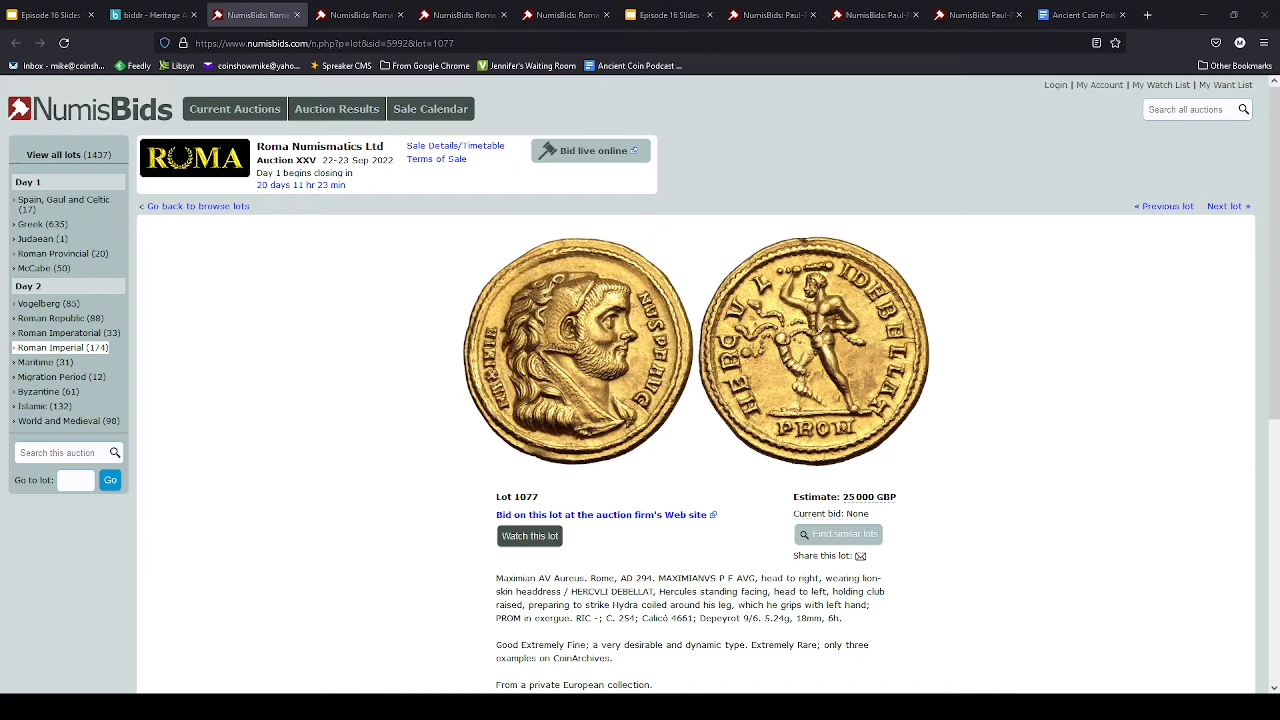 Episode 16 Slides
biddr - Heritage A
NumisBids: Roma
NumisBids: Roma
NumisBids: Roma
NumisBids: Roma
Episode 16 Slides
NumisBids: Paul-F
NumisBids: Paul-F
NumisBids: Paul-F
Ancient Coin Pod
https://www.numisbids.com/n.php?p=lot&sid=5992&lot=1077
Inbox - mike@coinsh...
Feedly
Libsyn
coinshowmike@yaho...
Spreaker CMS
From Google Chrome
Jennifer's Waiting Room
Ancient Coin Podcast ...
Other Bookmarks
Login | My Account | My Watch List | My Want List
NumisBids
Current Auctions
Auction Results
Sale Calendar
Search all auctions
View all lots (1437)
Day 1
Spain, Gaul and Celtic
(17)
Greek (635)
Judaean (1)
Roman Provincial (20)
McCabe (50)
Day 2
Vogelberg (85)
Roman Republic (88)
Roman Imperatorial (33)
Roman Imperial (174)
Maritime (31)
Migration Period (12)
Byzantine (61)
Islamic (132)
World and Medieval (98)
Search this auction
Go to lot:
Go
ROMA
Roma Numismatics Ltd
Auction XXV 22-23 Sep 2022
Day 1 begins closing in
20 days 11 hr 23 min
Sale Details/Timetable
Terms of Sale
Bid live online
< Go back to browse lots
« Previous lot
Next lot »
MAXIMIA NVS P F AVG
HERCVL I DEBELLAT
PROM
Lot 1077
Bid on this lot at the auction firm's Web site
Watch this lot
Estimate: 25 000 GBP
Current bid: None
Find similar lots
Share this lot:
Maximian AV Aureus. Rome, AD 294. MAXIMIANVS P F AVG, head to right, wearing lion-
skin headdress / HERCVLI DEBELLAT, Hercules standing facing, head to left, holding club
raised, preparing to strike Hydra coiled around his leg, which he grips with left hand;
PROM in exergue. RIC -; C. 254; Calicó 4661; Depeyrot 9/6. 5.24g, 18mm, 6h.
Good Extremely Fine; a very desirable and dynamic type. Extremely Rare; only three
examples on CoinArchives.
From a private European collection.